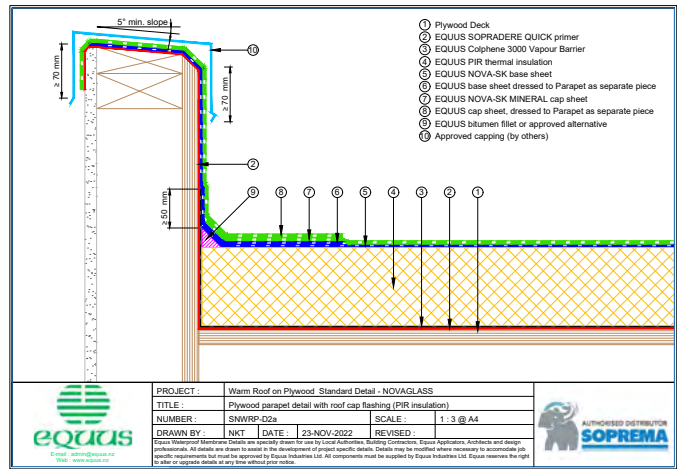 5° min. slope
≥ 70 mm
≥ 70 mm
≥ 50 mm
10
2
9 8 7 6 5 4 3 2 1
1 Plywood Deck
2 EQUUS SOPRADERE QUICK primer
3 EQUUS Colphene 3000 Vapour Barrier
4 EQUUS PIR thermal insulation
5 EQUUS NOVA-SK base sheet
6 EQUUS base sheet dressed to Parapet as separate piece
7 EQUUS NOVA-SK MINERAL cap sheet
8 EQUUS cap sheet, dressed to Parapet as separate piece
9 EQUUS bitumen fillet or approved alternative
10 Approved capping (by others)
equus
E-mail : admin@equus.nz
Web : www.equus.nz
PROJECT : Warm Roof on Plywood Standard Detail - NOVAGLASS
TITLE : Plywood parapet detail with roof cap flashing (PIR insulation)
NUMBER : SNWRP-D2a SCALE : 1 : 3 @ A4
DRAWN BY : NKT DATE : 23-NOV-2022 REVISED :
Equus Waterproof Membrane Details are specially drawn for use by Local Authorities, Building Contractors, Equus Applicators, Architects and design
professionals. All details are drawn to assist in the development of project specific details. Details may be modified where necessary to accomodate job
specific requirements but must be approved by Equus Industries Ltd. All components must be supplied by Equus Industries Ltd. Equus reserves the right
to alter or upgrade details at any time without prior notice.
AUTHORISED DISTRIBUTOR
SOPREMA